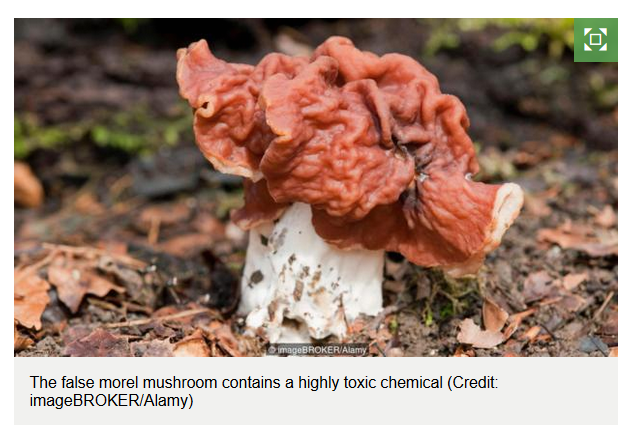 © imageBROKER/Alamy
The false morel mushroom contains a highly toxic chemical (Credit:
imageBROKER/Alamy)